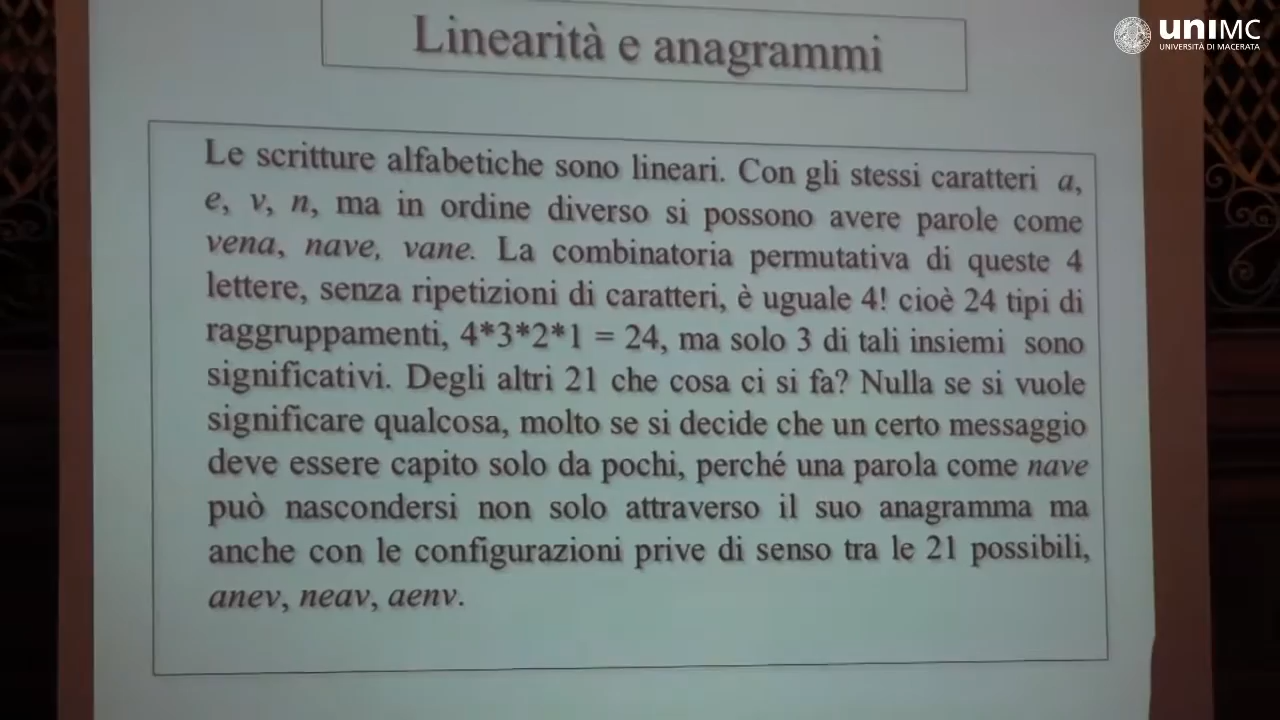 Linearità e anagrammi
uniMC
UNIVERSITÀ DI MACERATA
Le scritture alfabetiche sono lineari. Con gli stessi caratteri a,
e, v, n, ma in ordine diverso si possono avere parole come
vena, nave, vane. La combinatoria permutativa di queste 4
lettere, senza ripetizioni di caratteri, è uguale 4! cioè 24 tipi di
raggruppamenti, 4*3*2*1 = 24, ma solo 3 di tali insiemi sono
significativi. Degli altri 21 che cosa ci si fa? Nulla se si vuole
significare qualcosa, molto se si decide che un certo messaggio
deve essere capito solo da pochi, perché una parola come nave
può nascondersi non solo attraverso il suo anagramma ma
anche con le configurazioni prive di senso tra le 21 possibili,
anev, neav, aenv.